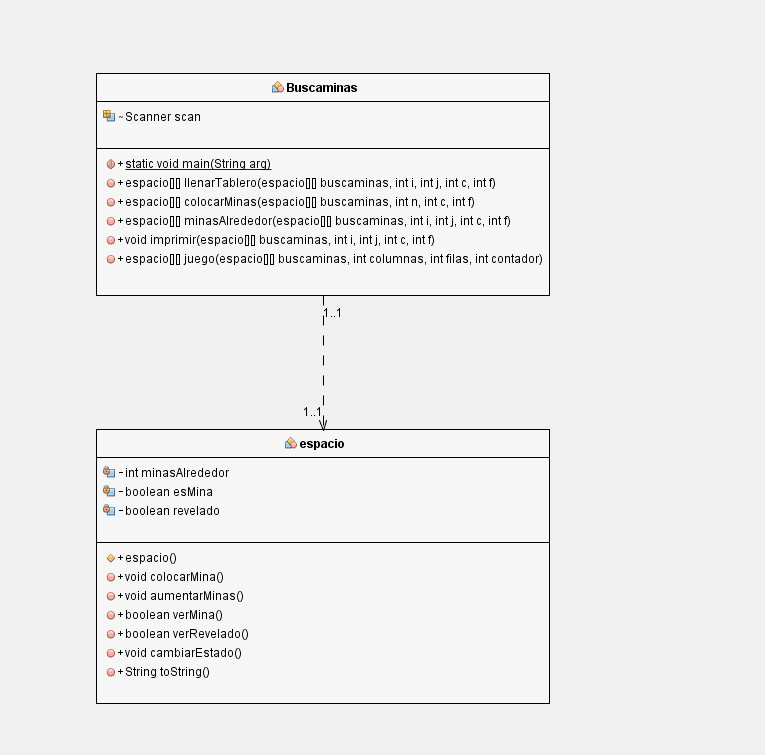 Buscaminas
~Scanner scan
+static void main(String arg)
+espacio[][] llenarTablero(espacio[][] buscaminas, int i, int j, int c, int f)
+espacio[][] colocarMinas(espacio[][] buscaminas, int n, int c, int f)
+espacio[][] minasAlrededor(espacio[][] buscaminas, int i, int j, int c, int f)
+void imprimir(espacio[][] buscaminas, int i, int j, int c, int f)
+espacio[][] juego(espacio[][] buscaminas, int columnas, int filas, int contador)
1..1
1..1
espacio
-int minasAlrededor
-boolean esMina
-boolean revelado
+espacio()
+void colocarMina()
+void aumentarMinas()
+boolean verMina()
+boolean verRevelado()
+void cambiarEstado()
+String toString()